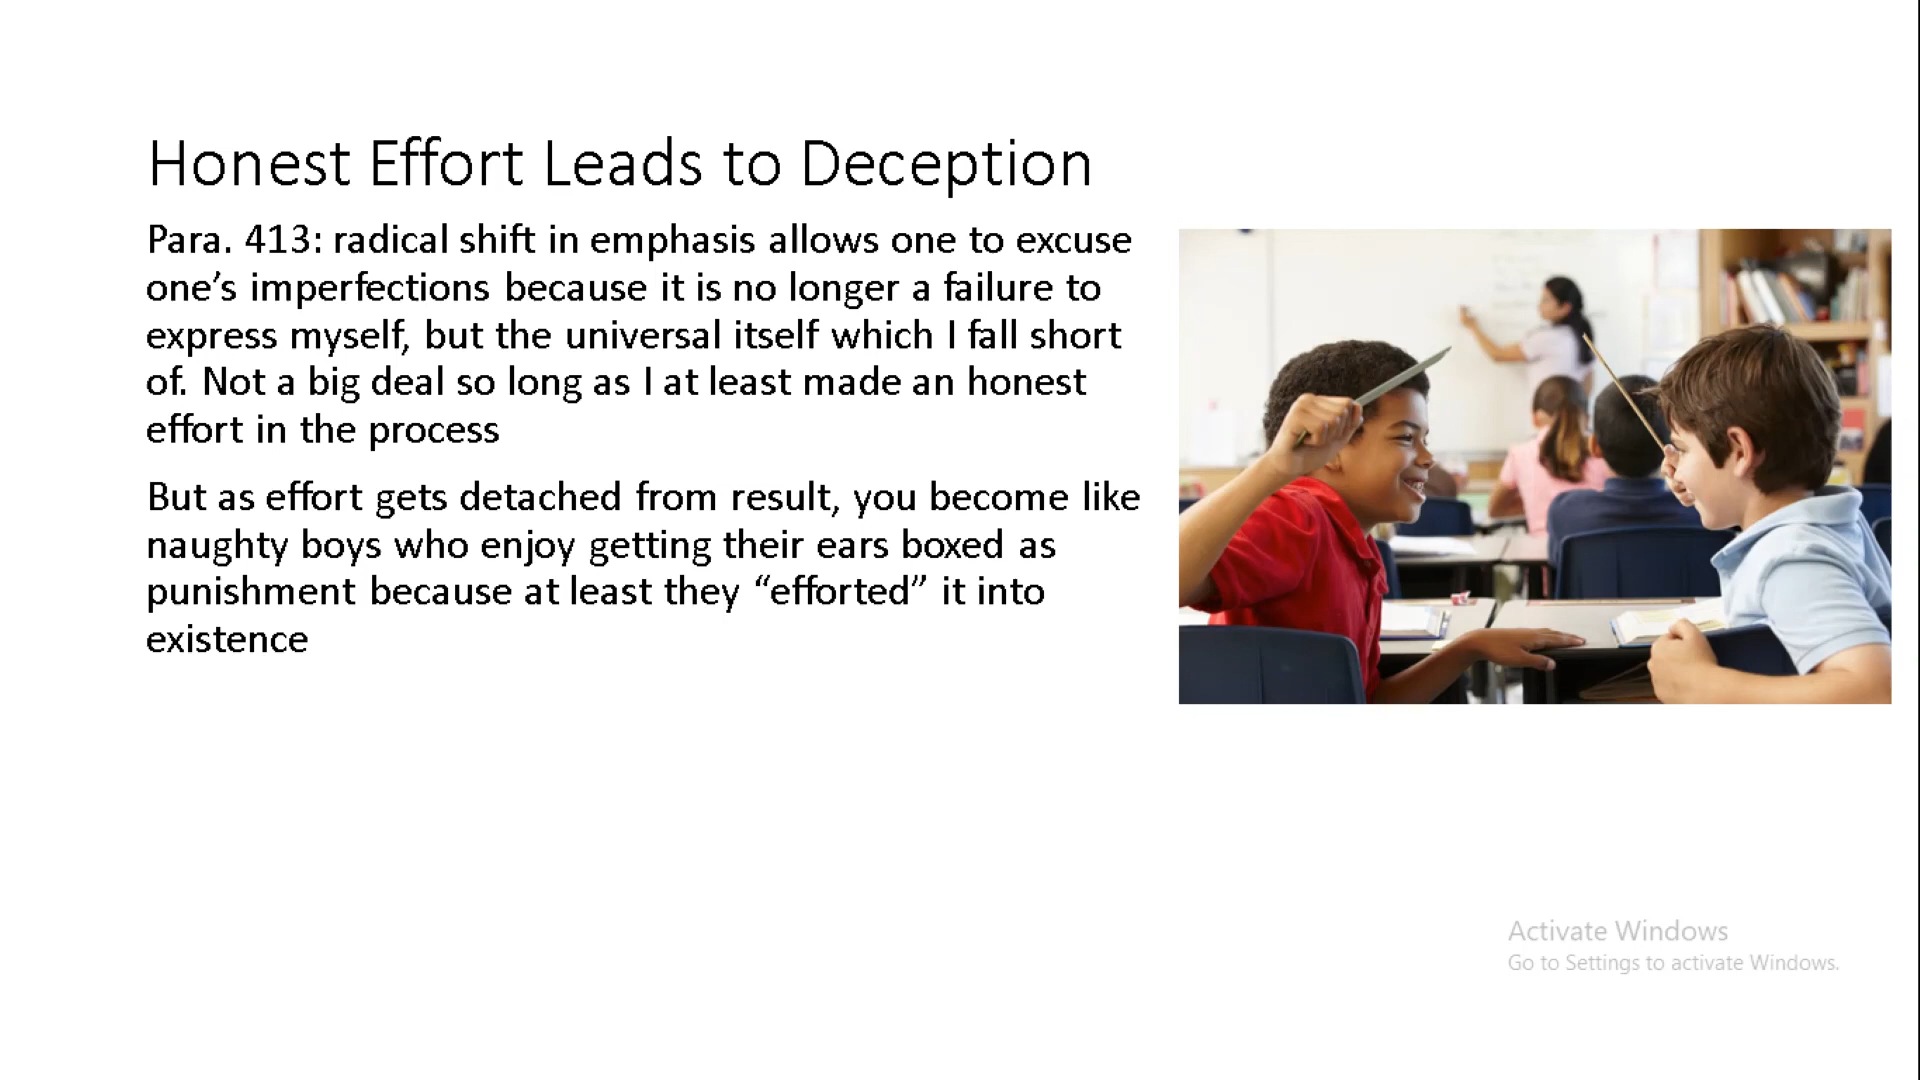 Honest Effort Leads to Deception
Para. 413: radical shift in emphasis allows one to excuse
one’s imperfections because it is no longer a failure to
express myself, but the universal itself which I fall short
of. Not a big deal so long as I at least made an honest
effort in the process
But as effort gets detached from result, you become like
naughty boys who enjoy getting their ears boxed as
punishment because at least they “efforted” it into
existence
Activate Windows
Go to Settings to activate Windows.